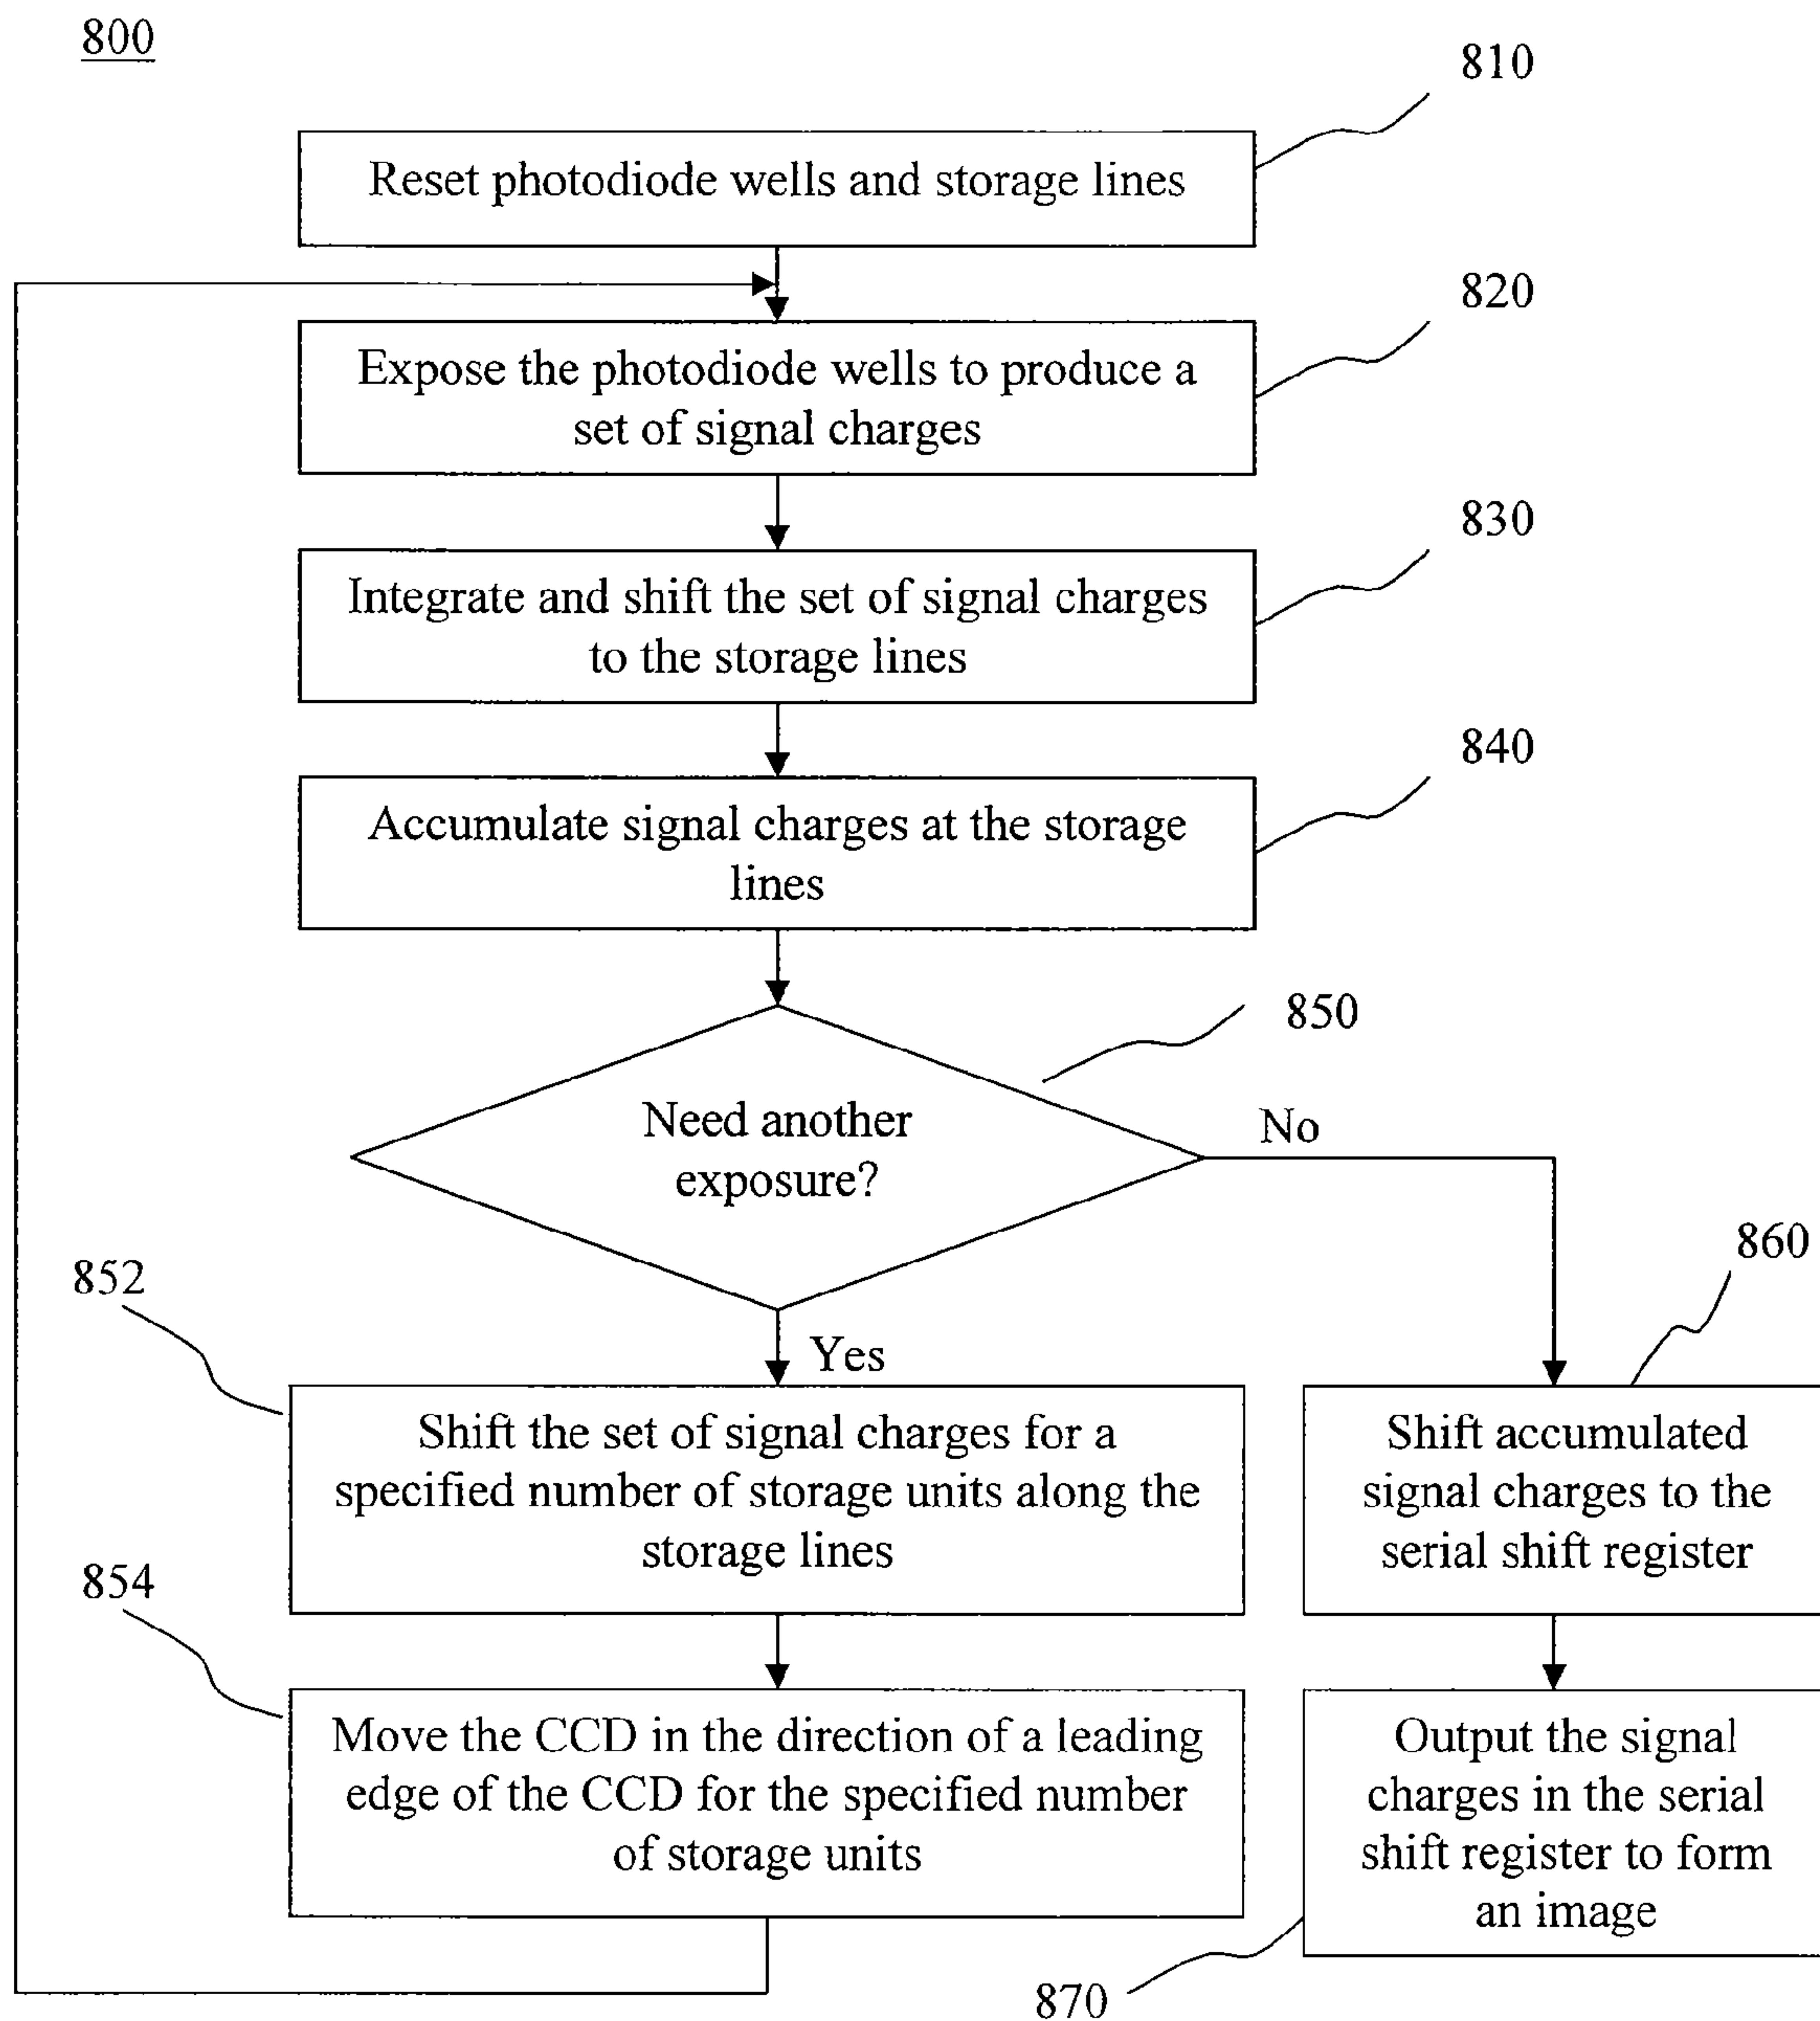 800
810
Reset photodiode wells and storage lines
820
Expose the photodiode wells to produce a
set of signal charges
830
Integrate and shift the set of signal charges
to the storage lines
840
Accumulate signal charges at the storage
lines
850
Need another
exposure?
No
Yes
852
Shift the set of signal charges for a
specified number of storage units along the
storage lines
860
Shift accumulated
signal charges to the
serial shift register
854
Move the CCD in the direction of a leading
edge of the CCD for the specified number
of storage units
Output the signal
charges in the serial
shift register to form
an image
870